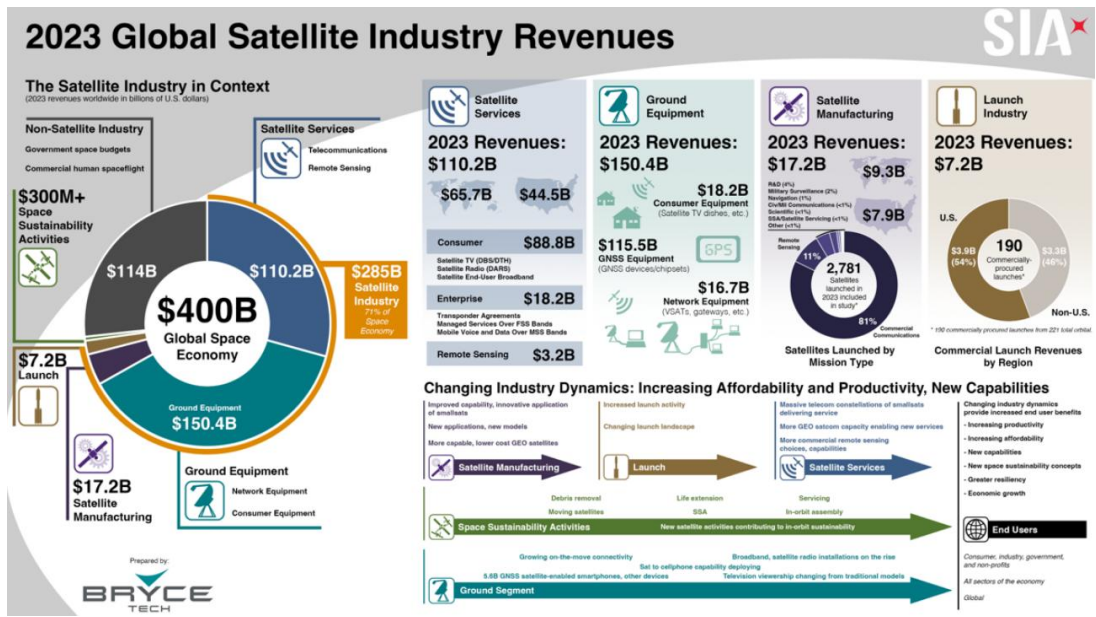 2023 Global Satellite Industry Revenues
SIA
The Satellite Industry in Context
(2023 revenues worldwide in billions of U.S. dollars)
Non-Satellite Industry
Government space budgets
Commercial human spaceflight
Satellite Services
Telecommunications
Remote Sensing
$300M+
Space
Sustainability
Activities
$114B
$110.2B
$285B
Satellite
Industry
71% of
Space
Economy
$400B
Global Space
Economy
$7.2B
Launch
Ground Equipment
$150.4B
$17.2B
Satellite
Manufacturing
Ground Equipment
Network Equipment
Consumer Equipment
Prepared by:
BRYCE
TECH
Satellite
Services
2023 Revenues:
$110.2B
$65.7B
$44.5B
Consumer $88.8B
Satellite TV (DBS/DTH)
Satellite Radio (DARS)
Satellite End-User Broadband
Enterprise $18.2B
Transponder Agreements
Managed Services Over FSS Bands
Mobile Voice and Data Over MSS Bands
Remote Sensing $3.2B
Ground
Equipment
2023 Revenues:
$150.4B
$18.2B
Consumer Equipment
(Satellite TV dishes, etc.)
$115.5B
GNSS Equipment
(GNSS devices/chipsets)
GPS
$16.7B
Network Equipment
(VSATs, gateways, etc.)
Satellite
Manufacturing
2023 Revenues:
$17.2B
$9.3B
$7.9B
R&D (4%)
Military Surveillance (2%)
Navigation (1%)
Civ/Mil Communications (<1%)
Scientific (<1%)
SSA/Satellite Servicing (<1%)
Other (<1%)
Remote
Sensing
11%
2,781
Satellites
launched in
2023 included
in study*
81%
Commercial
Communications
Satellites Launched by
Mission Type
Launch
Industry
2023 Revenues:
$7.2B
U.S.
$3.9B
(54%)
190
Commercially-
procured
launches*
$3.3B
(46%)
Non-U.S.
* 190 commercially procured launches from 221 total orbital.
Commercial Launch Revenues
by Region
Changing Industry Dynamics: Increasing Affordability and Productivity, New Capabilities
Improved capability, innovative application
of smallsats
New applications, new models
More capable, lower cost GEO satellites
Satellite Manufacturing
Increased launch activity
Changing launch landscape
Launch
Massive telecom constellations of smallsats
delivering service
More GEO satcom capacity enabling new services
More commercial remote sensing
choices, capabilities
Satellite Services
Changing industry dynamics
provide increased end user benefits
- Increasing productivity
- Increasing affordability
- New capabilities
- New space sustainability concepts
- Greater resiliency
- Economic growth
Debris removal Life extension Servicing
Moving satellites SSA In-orbit assembly
Space Sustainability Activities New satellite activities contributing to in-orbit sustainability
End Users
Growing on-the-move connectivity Broadband, satellite radio installations on the rise
Sat to cellphone capability deploying
5.6B GNSS satellite-enabled smartphones, other devices Television viewership changing from traditional models
Ground Segment
Consumer, industry, government,
and non-profits
All sectors of the economy
Global